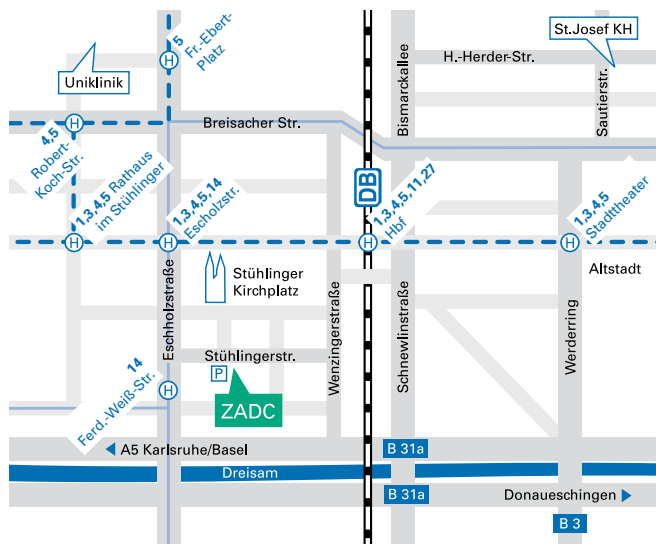 St.Josef KH
5
Fr.-Ebert-
Platz
H
H.-Herder-Str.
Uniklinik
Bismarckallee
Sautierstr.
H
Breisacher Str.
4,5
Robert-
Koch-Str.
1,3,4,5 Rathaus
im Stühlinger
1,3,4,5,14
Escholzstr.
DB
1,3,4,5,11,27
Hbf
1,3,4,5
Stadttheater
H
H
H
H
Altstadt
Stühlinger
Kirchplatz
Eschholzstraße
Wenzingerstraße
Schnewlinstraße
Werderring
Stühlingerstr.
P
14
Ferd.-Weiß-Str.
H
ZADC
A5 Karlsruhe/Basel
B 31a
Dreisam
B 31a
Donaueschingen
B 3